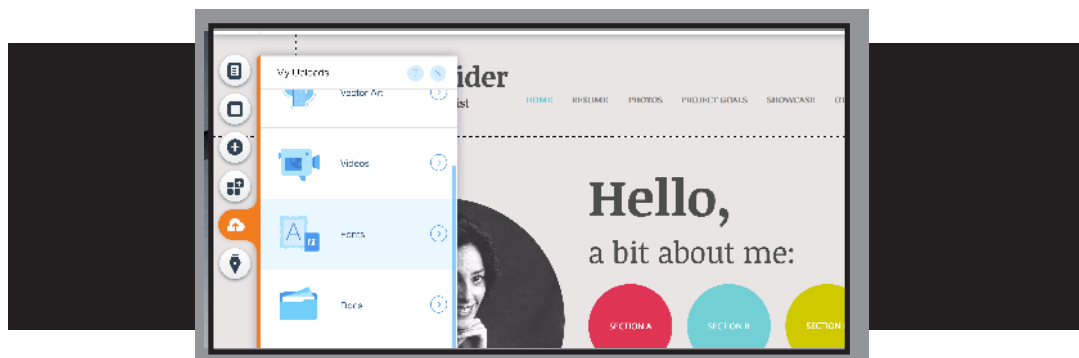 My Uploads
?
Vector Art
Videos
Fonts
Docs
ider
ist
HOME RESUME PHOTOS PROJECT GOALS SHOWCASE
Hello,
a bit about me:
SECTION A
SECTION B
SECTION